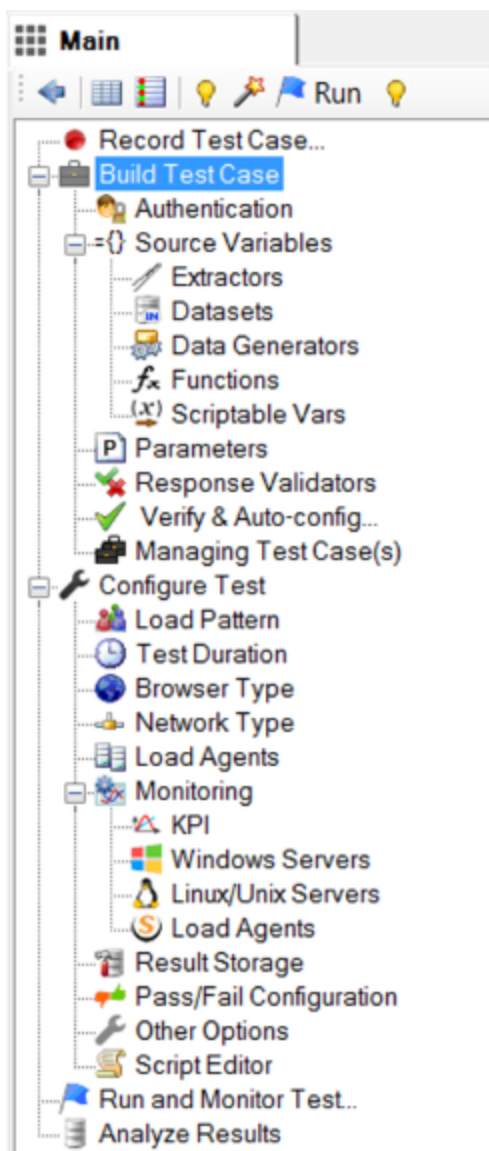 Main
Run
Record Test Case...
Build Test Case
Authentication
={} Source Variables
Extractors
IN Datasets
Data Generators
fx Functions
(x) Scriptable Vars
P Parameters
Response Validators
Verify & Auto-config...
Managing Test Case(s)
Configure Test
Load Pattern
Test Duration
Browser Type
Network Type
Load Agents
Monitoring
KPI
Windows Servers
Linux/Unix Servers
S Load Agents
Result Storage
Pass/Fail Configuration
Other Options
Script Editor
Run and Monitor Test...
Analyze Results